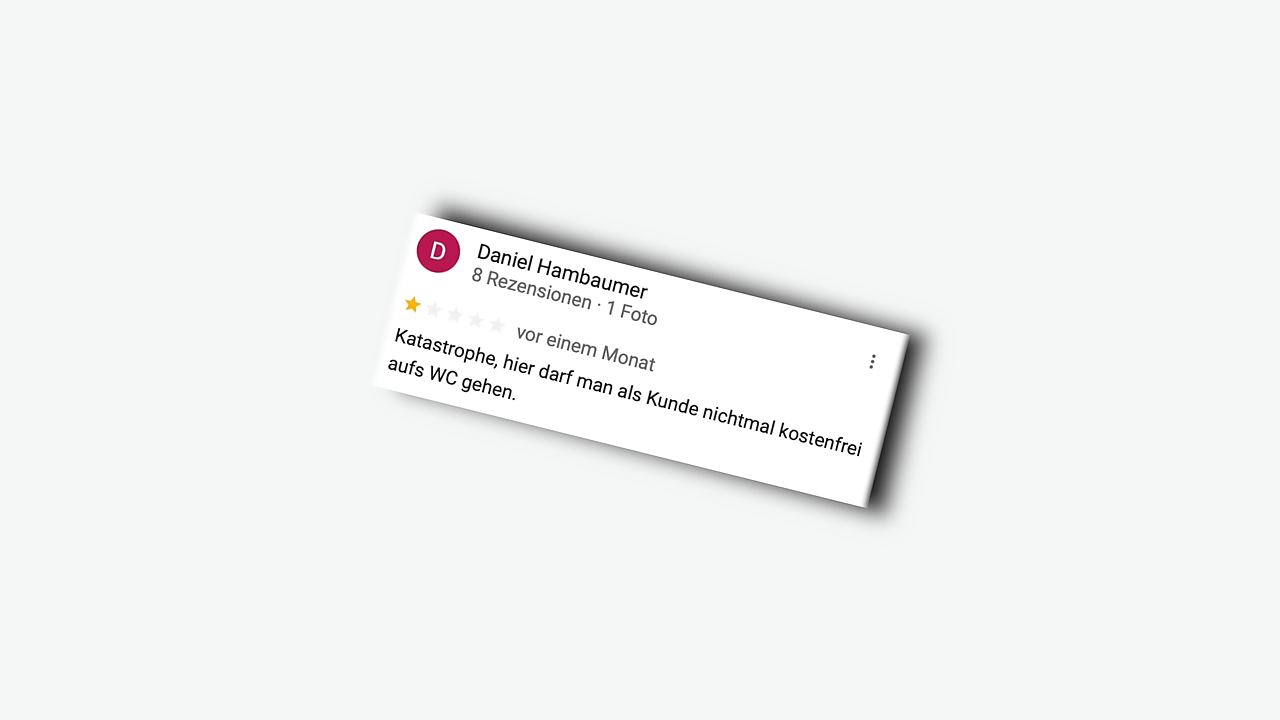 D
Daniel Hambaumer
8 Rezensionen · 1 Foto
vor einem Monat
Katastrophe, hier darf man als Kunde nichtmal kostenfrei
aufs WC gehen.